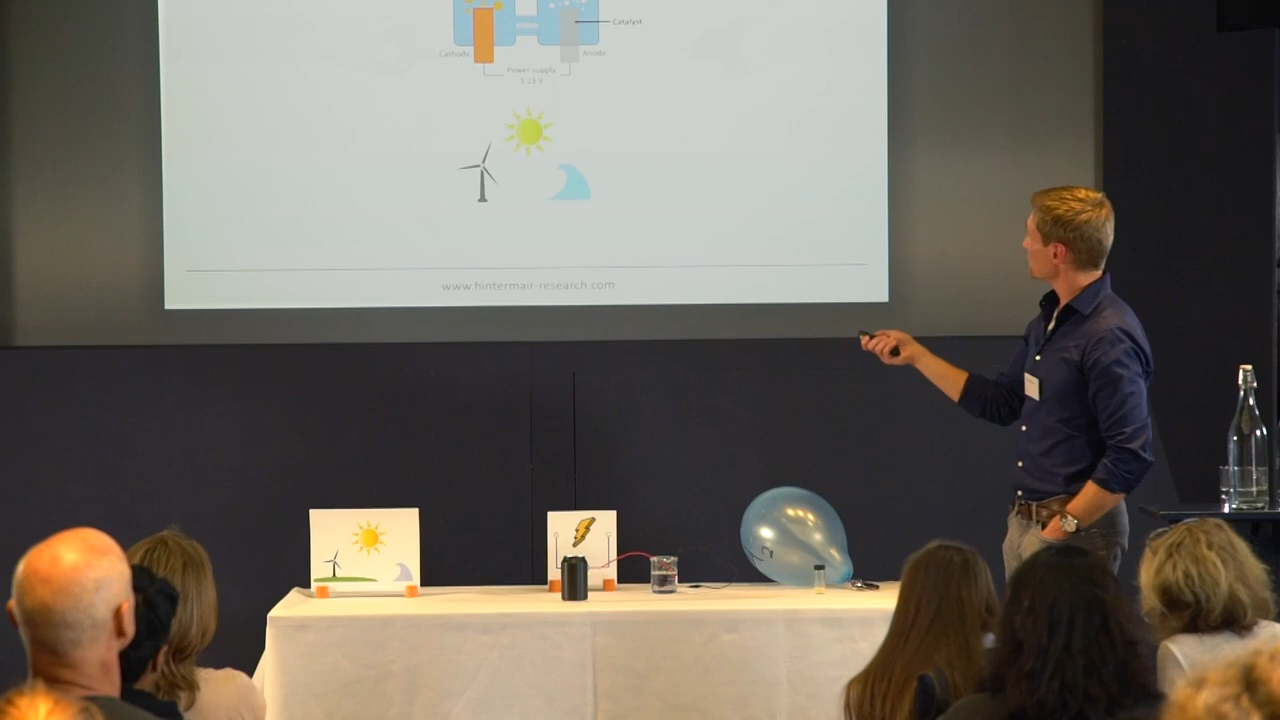 Catalyst
Cathode
Anode
Power supply
1.23 V
www.hintermair-research.com